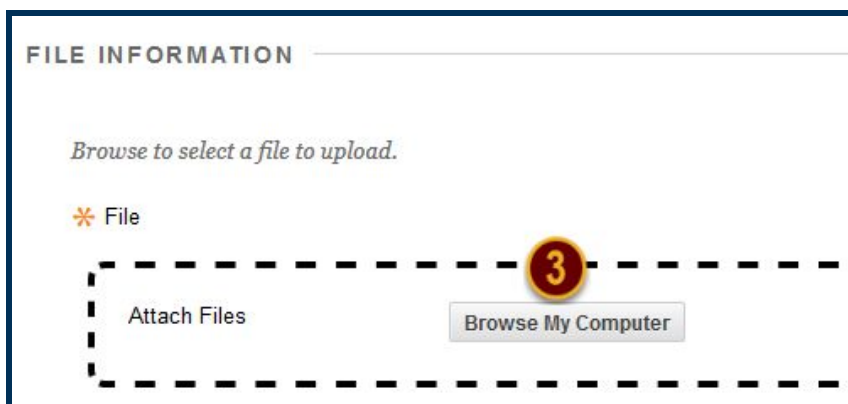 FILE INFORMATION
Browse to select a file to upload.
* File
3
Attach Files
Browse My Computer